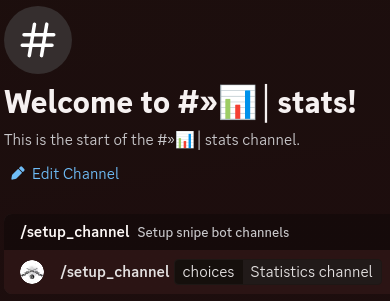 #
Welcome to #»📊│stats!
This is the start of the #»📊│stats channel.
Edit Channel
/setup_channel Setup snipe bot channels
/setup_channel choices Statistics channel